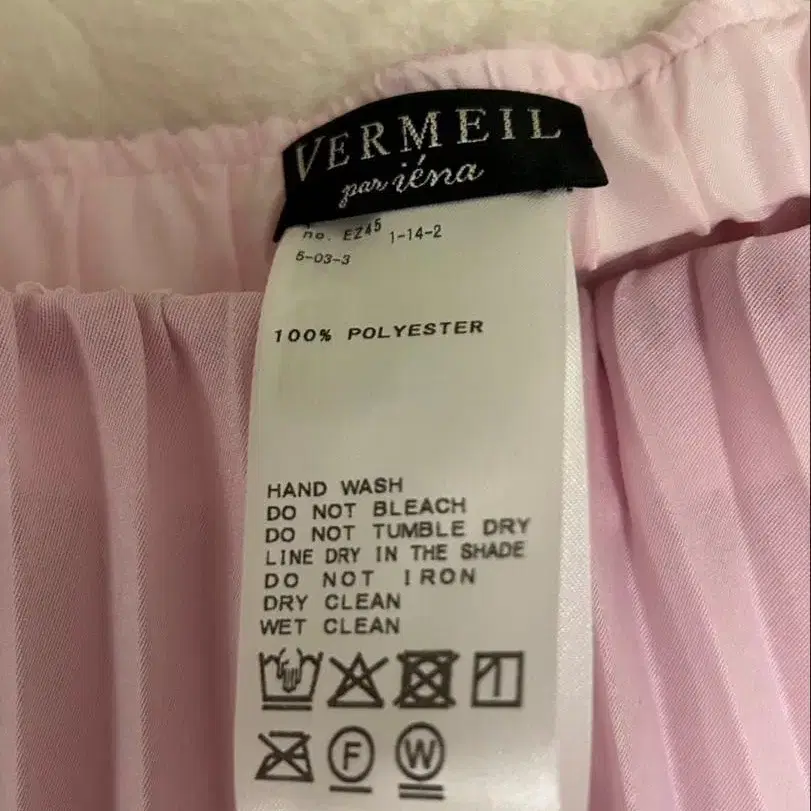 VERMEIL
par iéna
no. EZ45 1-14-2
5-03-3
100% POLYESTER
HAND WASH
DO NOT BLEACH
DO NOT TUMBLE DRY
LINE DRY IN THE SHADE
DO NOT IRON
DRY CLEAN
WET CLEAN
F W